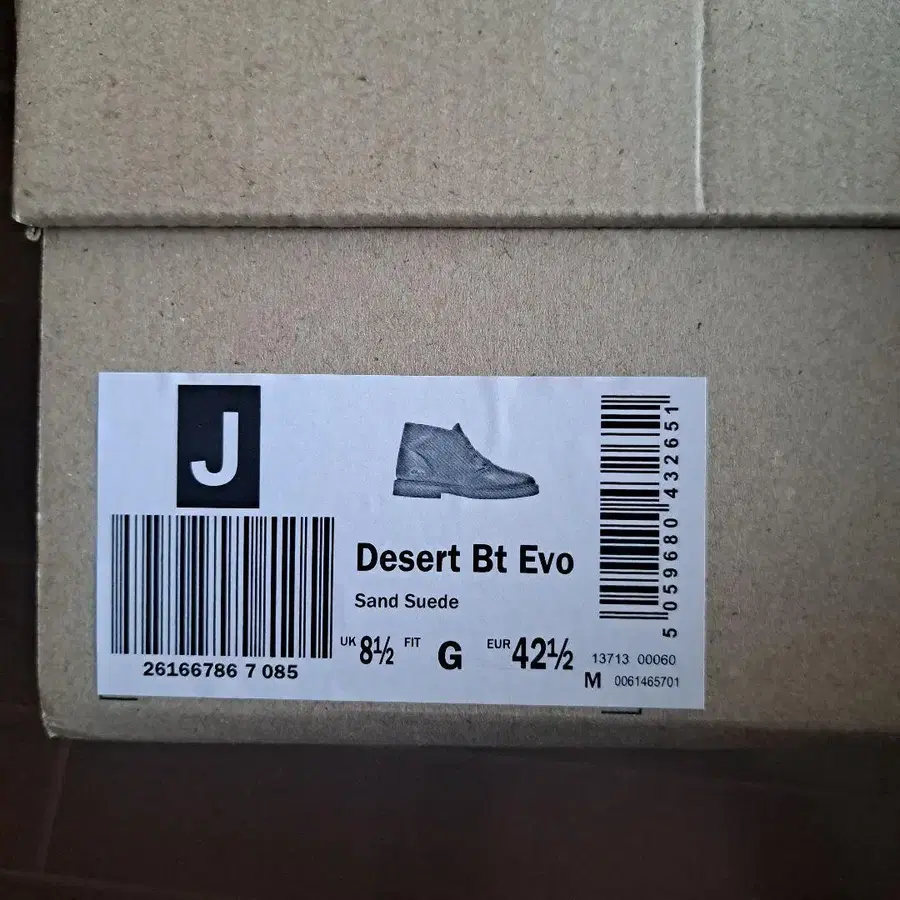 J
26166786 7 085
Desert Bt Evo
Sand Suede
UK 8½ FIT G EUR 42½
5 059680 432651
13713 00060
M 0061465701